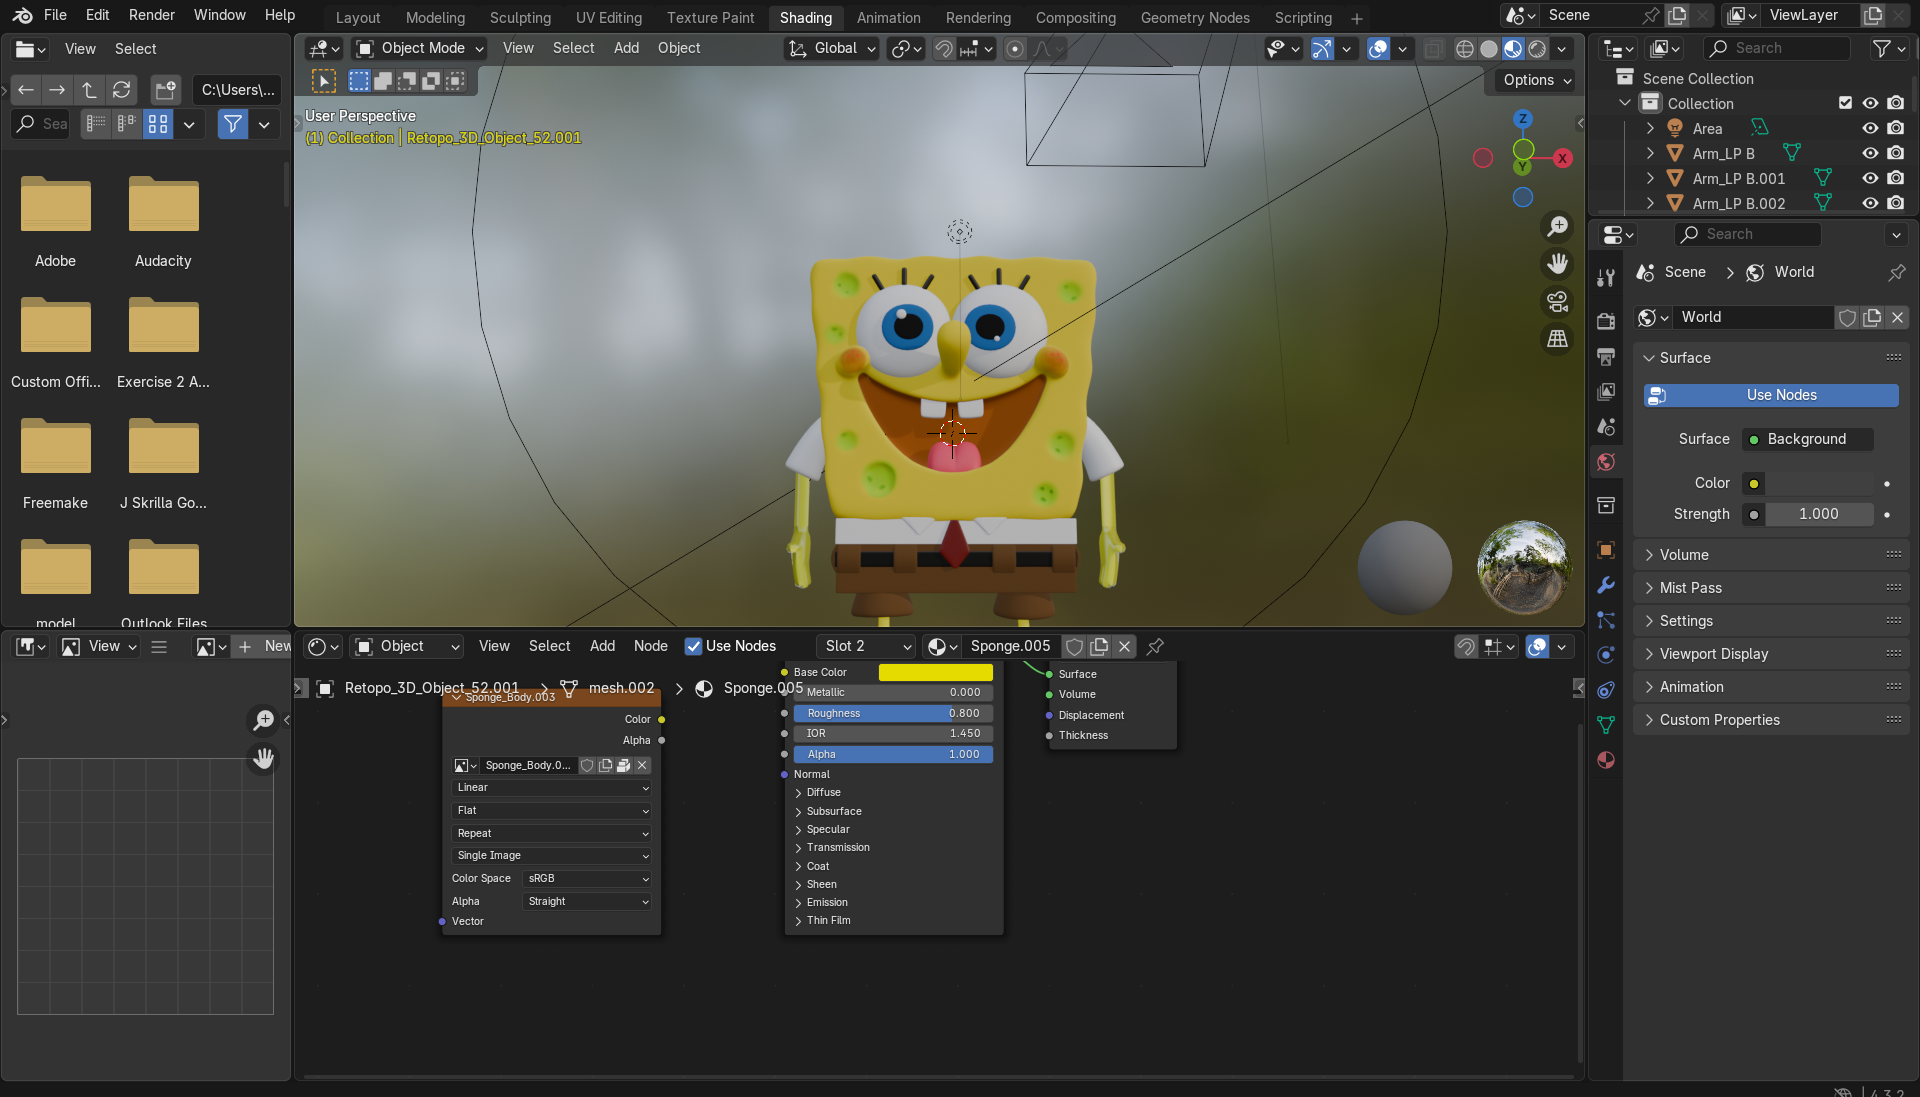 File Edit Render Window Help Layout Modeling Sculpting UV Editing Texture Paint Shading Animation Rendering Compositing Geometry Nodes Scripting + Scene ViewLayer
View Select
Object Mode View Select Add Object Global
Search
C:\Users\...
Sea
Options
User Perspective
(1) Collection | Retopo_3D_Object_52.001
Z
X
Y
Scene Collection
Collection
Area
Arm_LP B
Arm_LP B.001
Arm_LP B.002
Adobe Audacity
Custom Offi... Exercise 2 A...
Freemake J Skrilla Go...
model Outlook Files
Search
Scene > World
World
Surface
Use Nodes
Surface Background
Color
Strength 1.000
Volume
Mist Pass
Settings
Viewport Display
Animation
Custom Properties
View + New
Object View Select Add Node Use Nodes Slot 2 Sponge.005
Retopo_3D_Object_52.001 > mesh.002 > Sponge.005
Sponge_Body.003
Color
Alpha
Sponge_Body.0...
Linear
Flat
Repeat
Single Image
Color Space sRGB
Alpha Straight
Vector
Base Color
Metallic 0.000
Roughness 0.800
IOR 1.450
Alpha 1.000
Normal
Diffuse
Subsurface
Specular
Transmission
Coat
Sheen
Emission
Thin Film
Surface
Volume
Displacement
Thickness
4.3.2